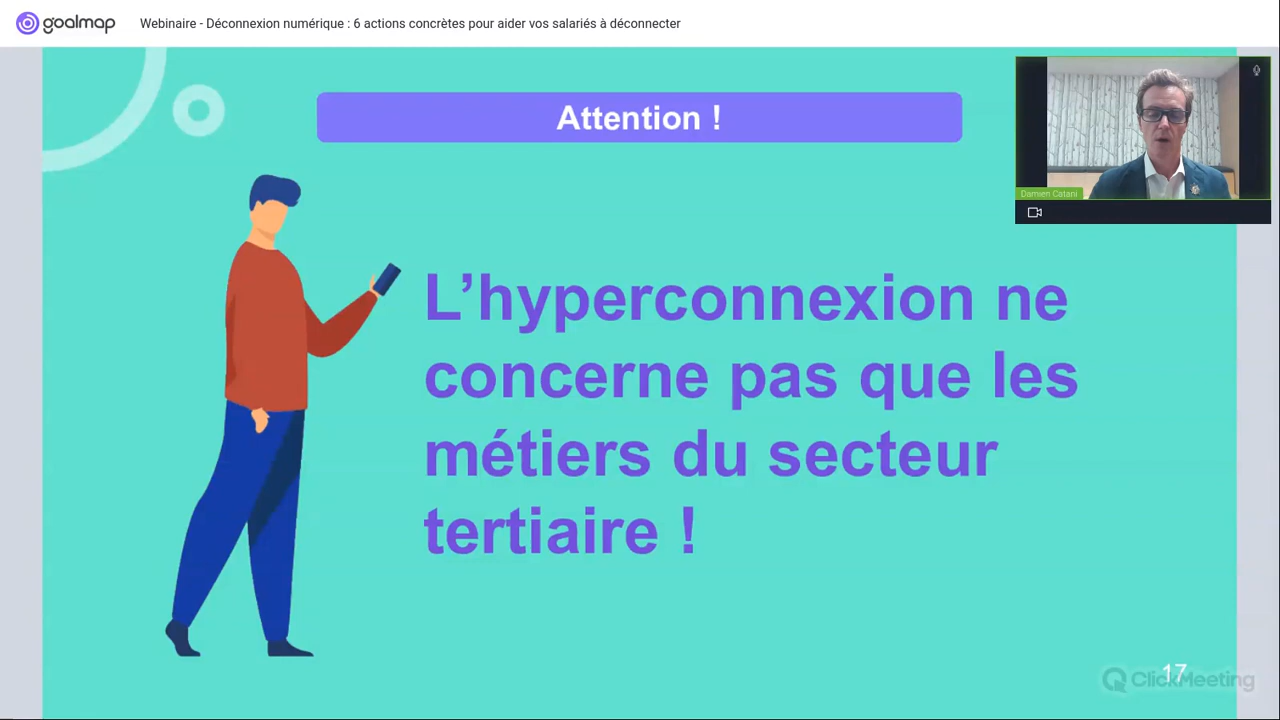 goalmap
Webinaire - Déconnexion numérique : 6 actions concrètes pour aider vos salariés à déconnecter
Attention !
Damien Catani
L’hyperconnexion ne
concerne pas que les
métiers du secteur
tertiaire !
17
ClickMeeting